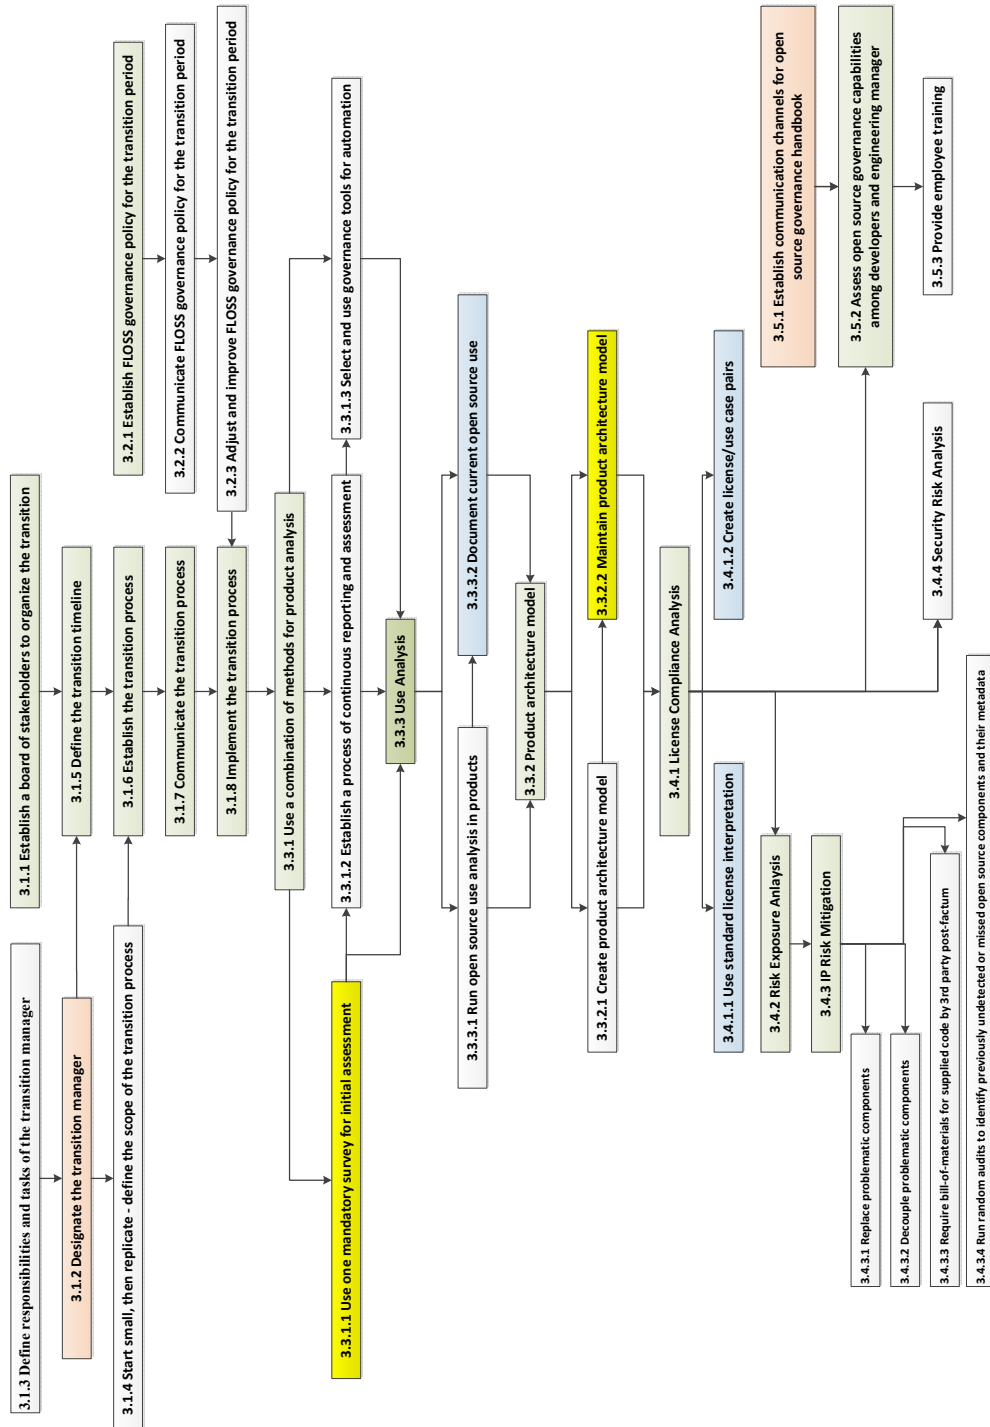 3.1.3 Define responsibilities and tasks of the transition manager
3.1.1 Establish a board of stakeholders to organize the transition
3.1.2 Designate the transition manager
3.1.5 Define the transition timeline
3.2.1 Establish FLOSS governance policy for the transition period
3.1.4 Start small, then replicate - define the scope of the transition process
3.1.6 Establish the transition process
3.2.2 Communicate FLOSS governance policy for the transition period
3.1.7 Communicate the transition process
3.2.3 Adjust and improve FLOSS governance policy for the transition period
3.1.8 Implement the transition process
3.3.1 Use a combination of methods for product analysis
3.3.1.1 Use one mandatory survey for initial assessment
3.3.1.2 Establish a process of continuous reporting and assessment
3.3.1.3 Select and use governance tools for automation
3.3.3 Use Analysis
3.3.3.1 Run open source use analysis in products
3.3.3.2 Document current open source use
3.3.2 Product architecture model
3.3.2.1 Create product architecture model
3.3.2.2 Maintain product architecture model
3.4.1 License Compliance Analysis
3.4.1.1 Use standard license interpretation
3.4.1.2 Create license/use case pairs
3.4.2 Risk Exposure Anlaysis
3.4.3 IP Risk Mitigation
3.4.3.1 Replace problematic components
3.4.3.2 Decouple problematic components
3.4.3.3 Require bill-of-materials for supplied code by 3rd party post-factum
3.4.3.4 Run random audits to identify previously undetected or missed open source components and their metadata
3.4.4 Security Risk Analysis
3.5.1 Establish communication channels for open
source governance handbook
3.5.2 Assess open source governance capabilities
among developers and engineering manager
3.5.3 Provide employee training